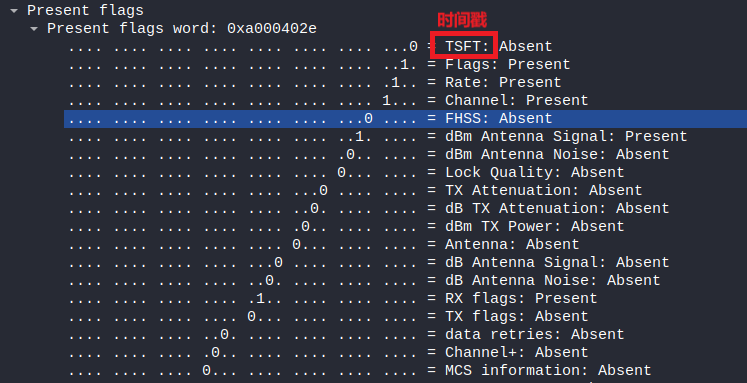 Present flags
Present flags word: 0xa000402e
时间戳
.... .... .... .... .... .... .... ...0 = TSFT: Absent
.... .... .... .... .... .... .... ..1. = Flags: Present
.... .... .... .... .... .... .... .1.. = Rate: Present
.... .... .... .... .... .... .... 1... = Channel: Present
.... .... .... .... .... .... ...0 .... = FHSS: Absent
.... .... .... .... .... .... ..1. .... = dBm Antenna Signal: Present
.... .... .... .... .... .... .0.. .... = dBm Antenna Noise: Absent
.... .... .... .... .... .... 0... .... = Lock Quality: Absent
.... .... .... .... .... ...0 .... .... = TX Attenuation: Absent
.... .... .... .... .... ..0. .... .... = dB TX Attenuation: Absent
.... .... .... .... .... .0.. .... .... = dBm TX Power: Absent
.... .... .... .... .... 0... .... .... = Antenna: Absent
.... .... .... .... ...0 .... .... .... = dB Antenna Signal: Absent
.... .... .... .... ..0. .... .... .... = dB Antenna Noise: Absent
.... .... .... .... .1.. .... .... .... = RX flags: Present
.... .... .... .... 0... .... .... .... = TX flags: Absent
.... .... .... ..0. .... .... .... .... = data retries: Absent
.... .... .... .0.. .... .... .... .... = Channel+: Absent
.... .... .... 0... .... .... .... .... = MCS information: Absent